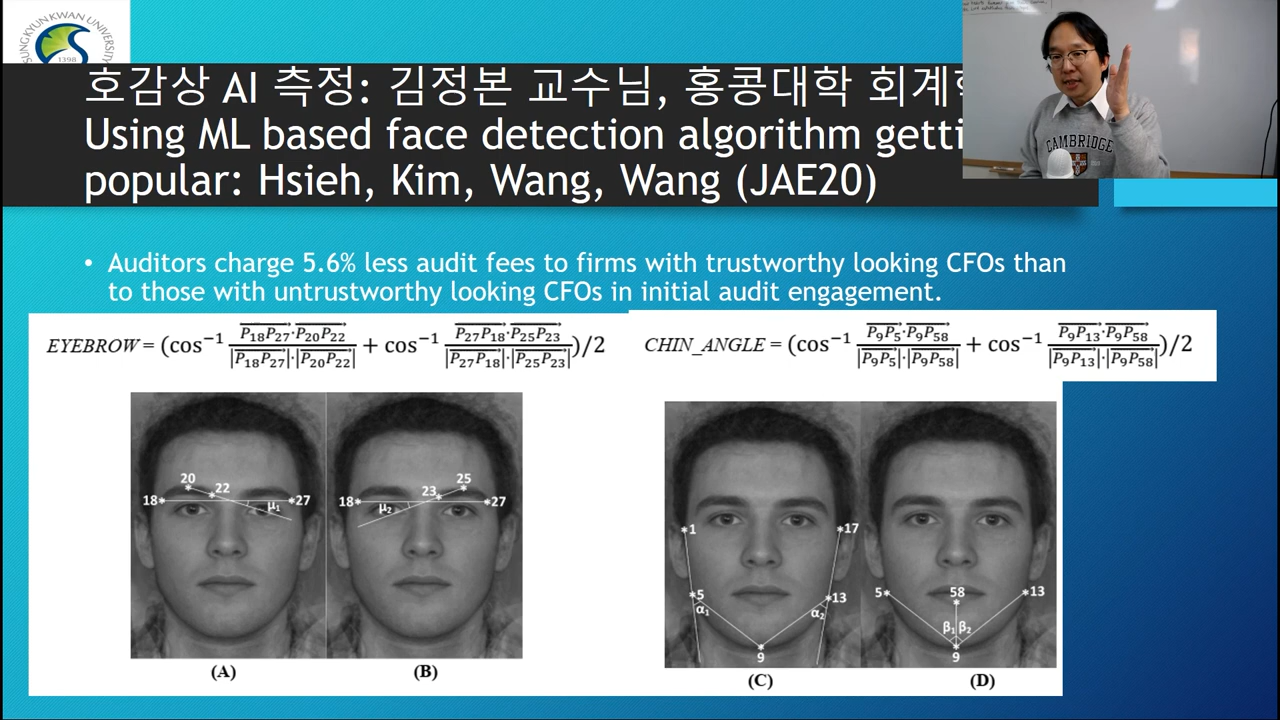 SUNGKYUNKWAN UNIVERSITY
1398
호감상 AI 측정: 김정본 교수님, 홍콩대학 회계
Using ML based face detection algorithm getti
popular: Hsieh, Kim, Wang, Wang (JAE20)
CAMBRIDGE
• Auditors charge 5.6% less audit fees to firms with trustworthy looking CFOs than
to those with untrustworthy looking CFOs in initial audit engagement.
EYEBROW = (cos⁻¹ P₁₈P₂₇·P₂₀P₂₂ / |P₁₈P₂₇|·|P₂₀P₂₂| + cos⁻¹ P₂₇P₁₈·P₂₅P₂₃ / |P₂₇P₁₈|·|P₂₅P₂₃|)/2
CHIN_ANGLE = (cos⁻¹ P₉P₅·P₉P₅₈ / |P₉P₅|·|P₉P₅₈| + cos⁻¹ P₉P₁₃·P₉P₅₈ / |P₉P₁₃|·|P₉P₅₈|)/2
20
22
18
27
μ₁
25
23
18
27
μ₂
1
17
5
13
α₁
α₂
9
5
58
13
β₁
β₂
9
(A)
(B)
(C)
(D)